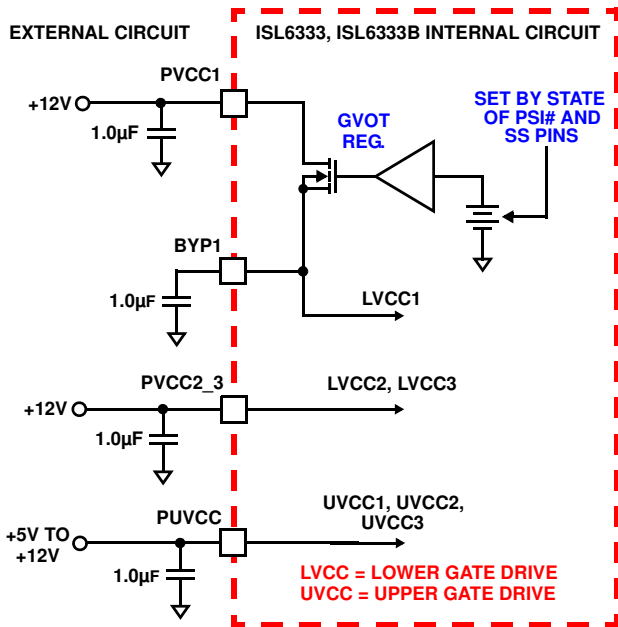 EXTERNAL CIRCUIT
ISL6333, ISL6333B INTERNAL CIRCUIT
PVCC1
+12V
1.0µF
GVOT
REG.
SET BY STATE
OF PSI# AND
SS PINS
BYP1
1.0µF
LVCC1
PVCC2_3
+12V
1.0µF
LVCC2, LVCC3
PUVCC
+5V TO
+12V
1.0µF
UVCC1, UVCC2,
UVCC3
LVCC = LOWER GATE DRIVE
UVCC = UPPER GATE DRIVE